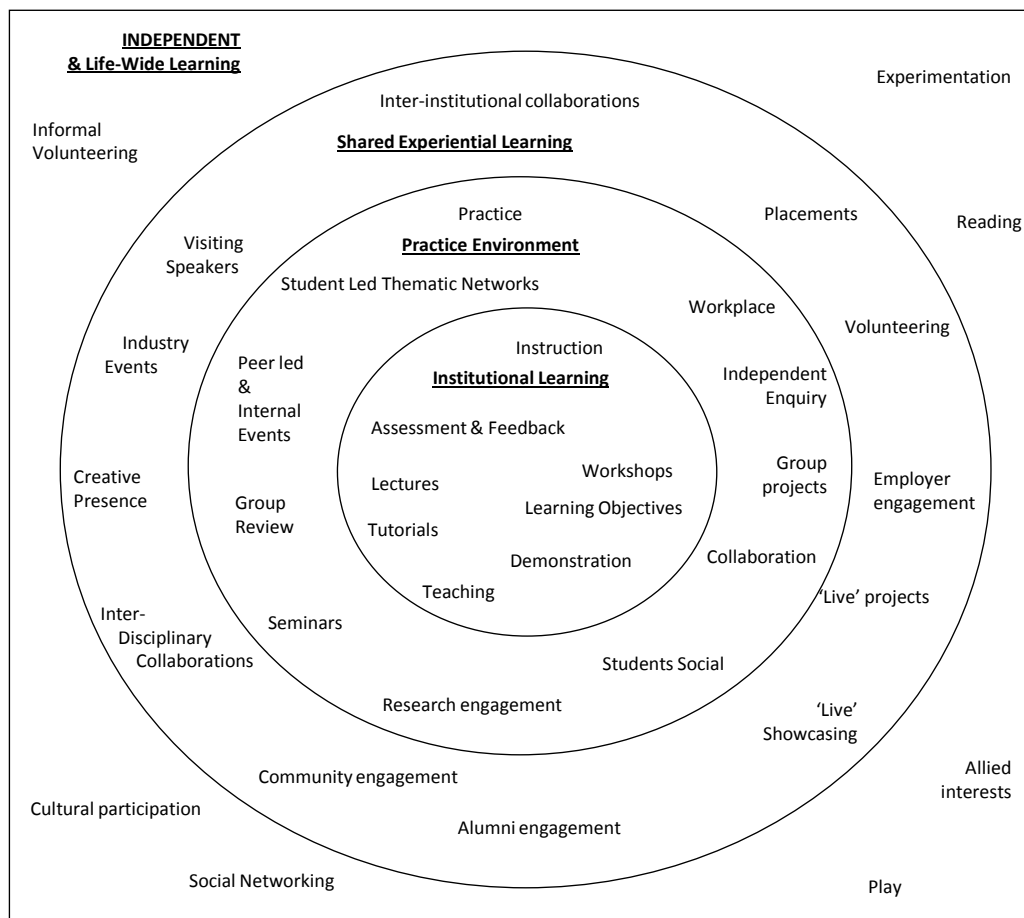 INDEPENDENT
& Life-Wide Learning
Experimentation
Inter-institutional collaborations
Informal
Volunteering
Shared Experiential Learning
Practice
Placements
Reading
Visiting
Speakers
Practice Environment
Student Led Thematic Networks
Workplace
Volunteering
Industry
Events
Instruction
Peer led
&
Internal
Events
Institutional Learning
Independent
Enquiry
Assessment & Feedback
Creative
Presence
Lectures
Workshops
Group
projects
Employer
engagement
Group
Review
Learning Objectives
Tutorials
Demonstration
Collaboration
Teaching
'Live' projects
Inter-
Disciplinary
Collaborations
Seminars
Students Social
Research engagement
'Live'
Showcasing
Community engagement
Allied
interests
Cultural participation
Alumni engagement
Social Networking
Play